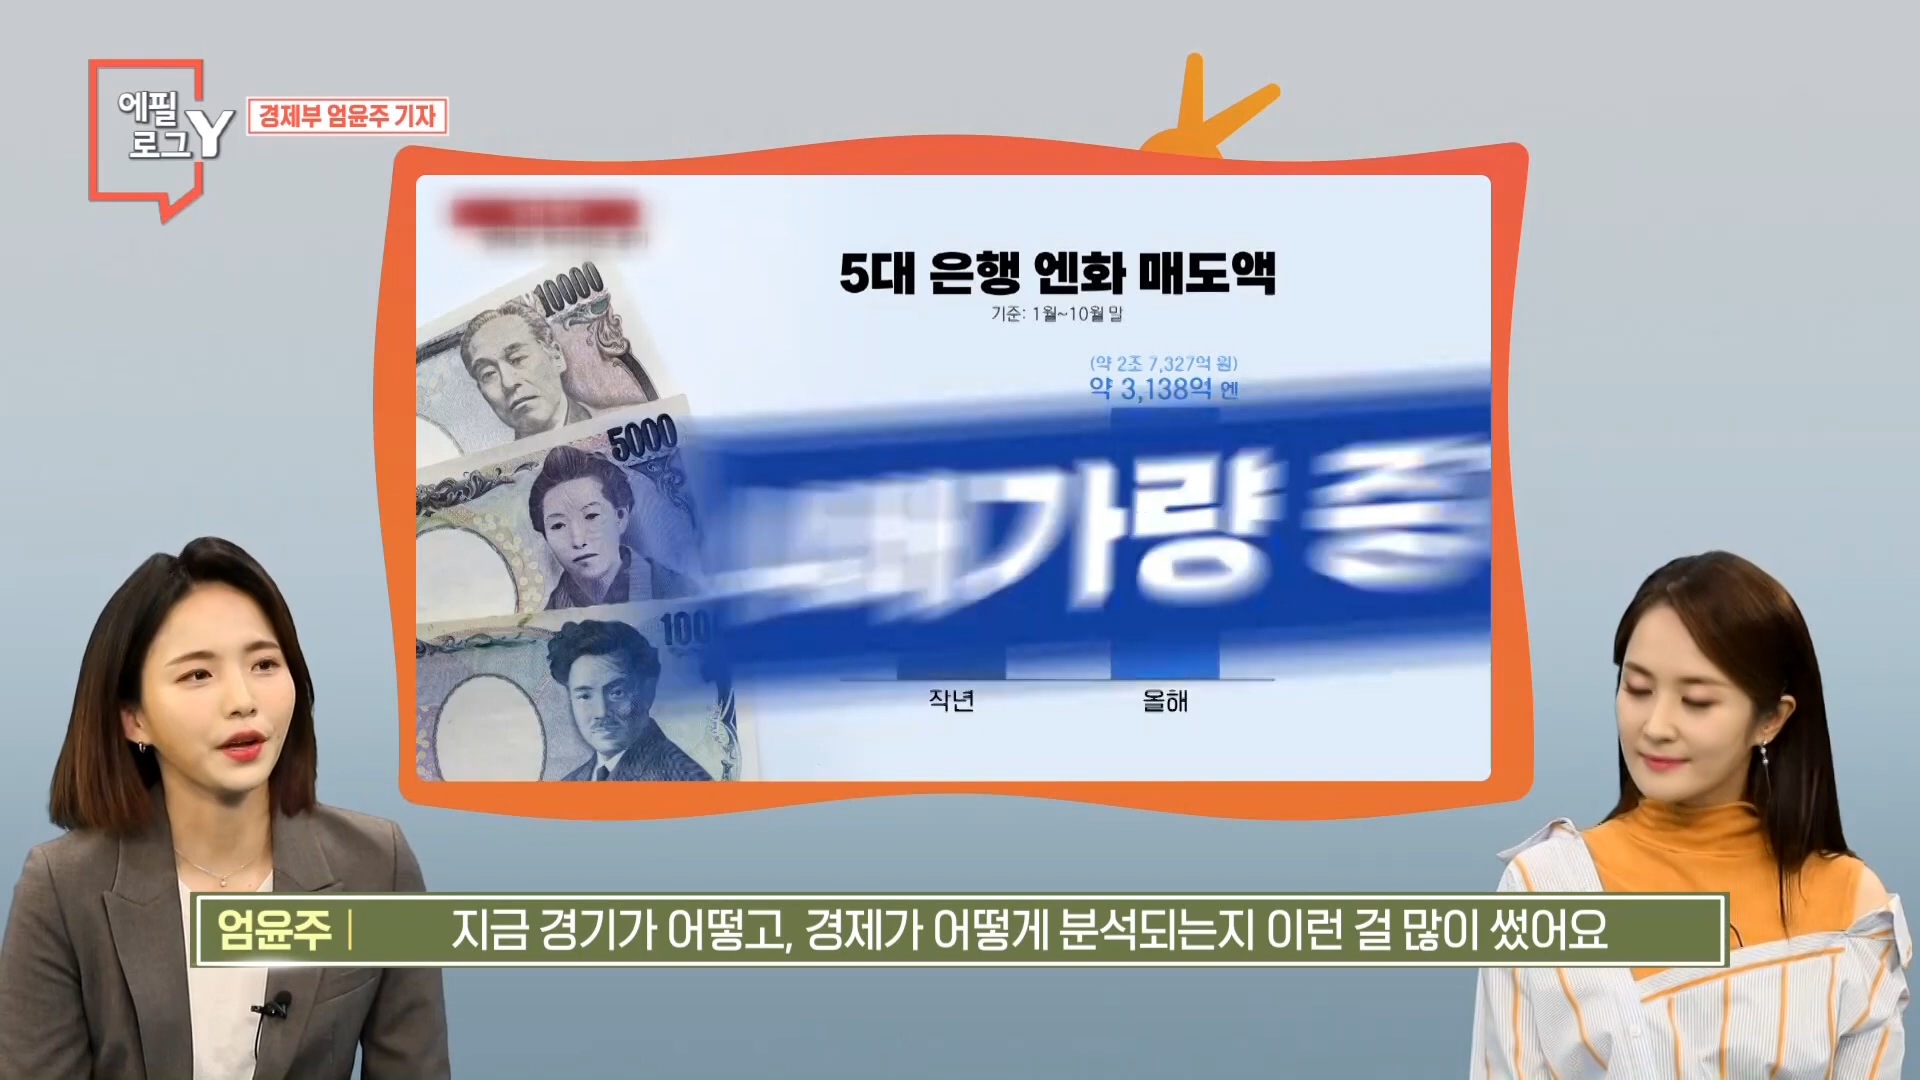 에필
로그Y
경제부 엄윤주 기자
5대 은행 엔화 매도액
기준: 1월~10월 말
(약 2조 7,327억 원)
약 3,138억 엔
10000
5000
가량
작년
올해
엄윤주
지금 경기가 어떻고, 경제가 어떻게 분석되는지 이런 걸 많이 썼어요